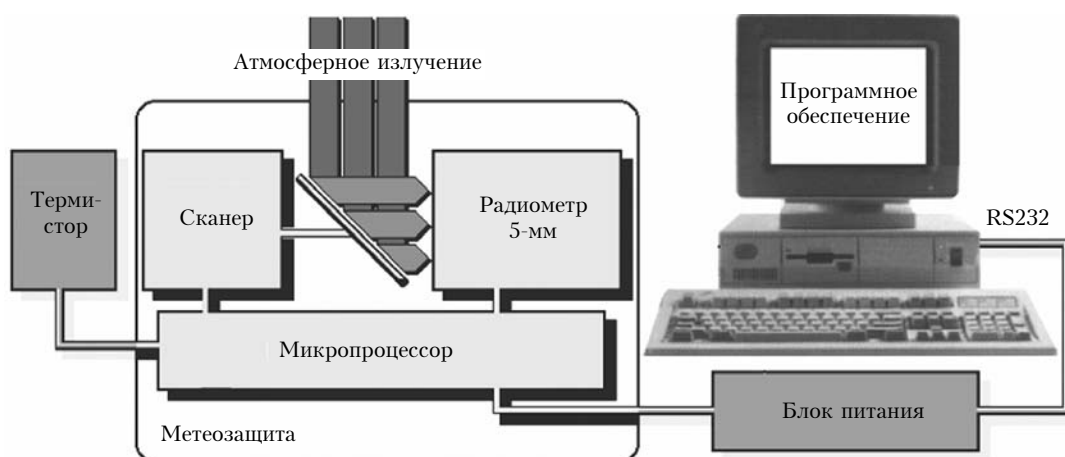 Атмосферное излучение
Программное
обеспечение
Терми-
стор
Сканер
Радиометр
5-мм
RS232
Микропроцессор
Блок питания
Метеозащита